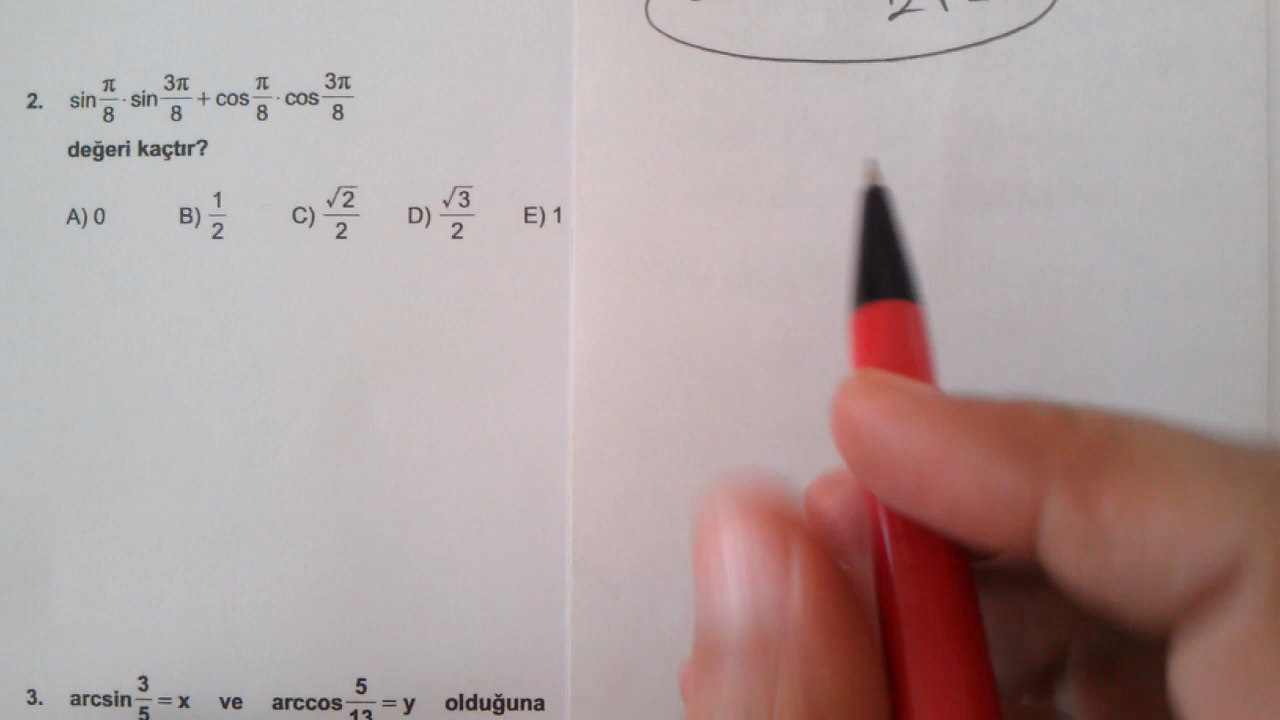 2. sin π/8 · sin 3π/8 + cos π/8 · cos 3π/8
değeri kaçtır?
A) 0 B) 1/2 C) √2/2 D) √3/2 E) 1
3. arcsin 3/5 = x ve arccos 5/13 = y olduğuna